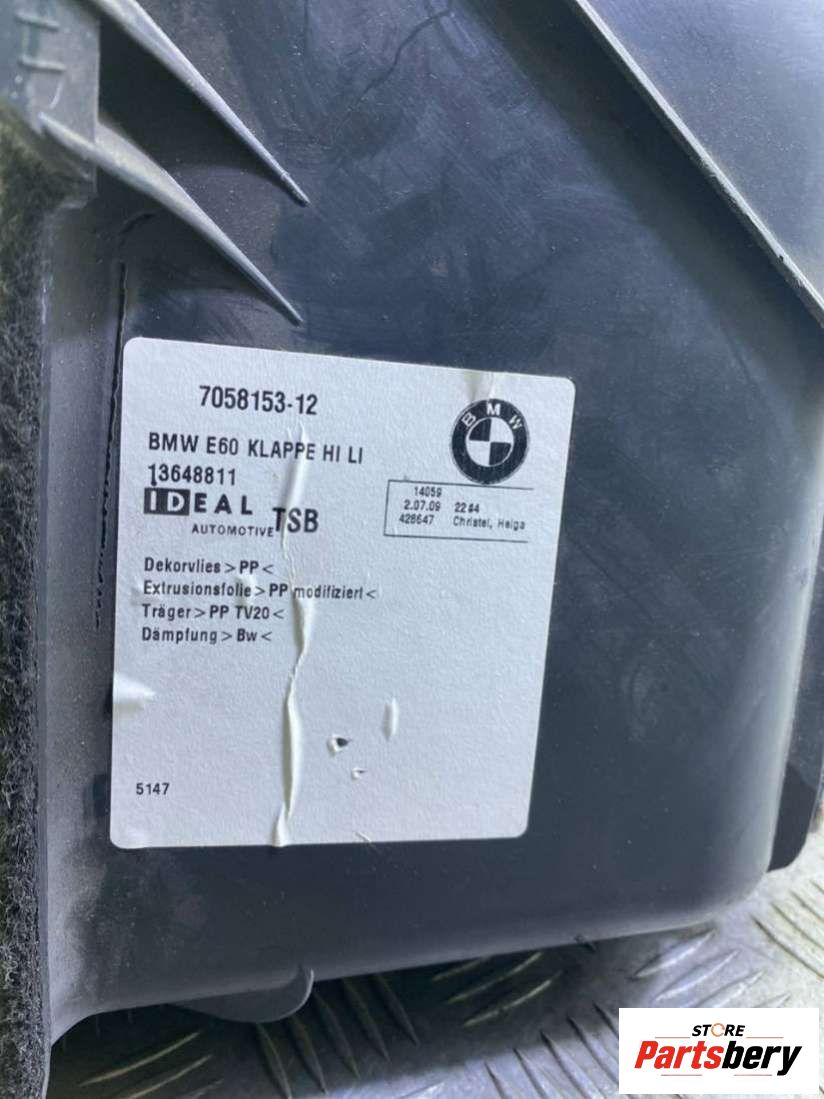 7058153-12
BMW
BMW E60 KLAPPE HI LI
13648811
IDEAL
AUTOMOTIVE TSB
14059
2.07.09 22#4
428647 Christel, Helga
Dekorvlies > PP <
Extrusionsfolie > PP modifiziert <
Träger > PP TV20 <
Dämpfung > Bw <
5147
STORE
Partsbery